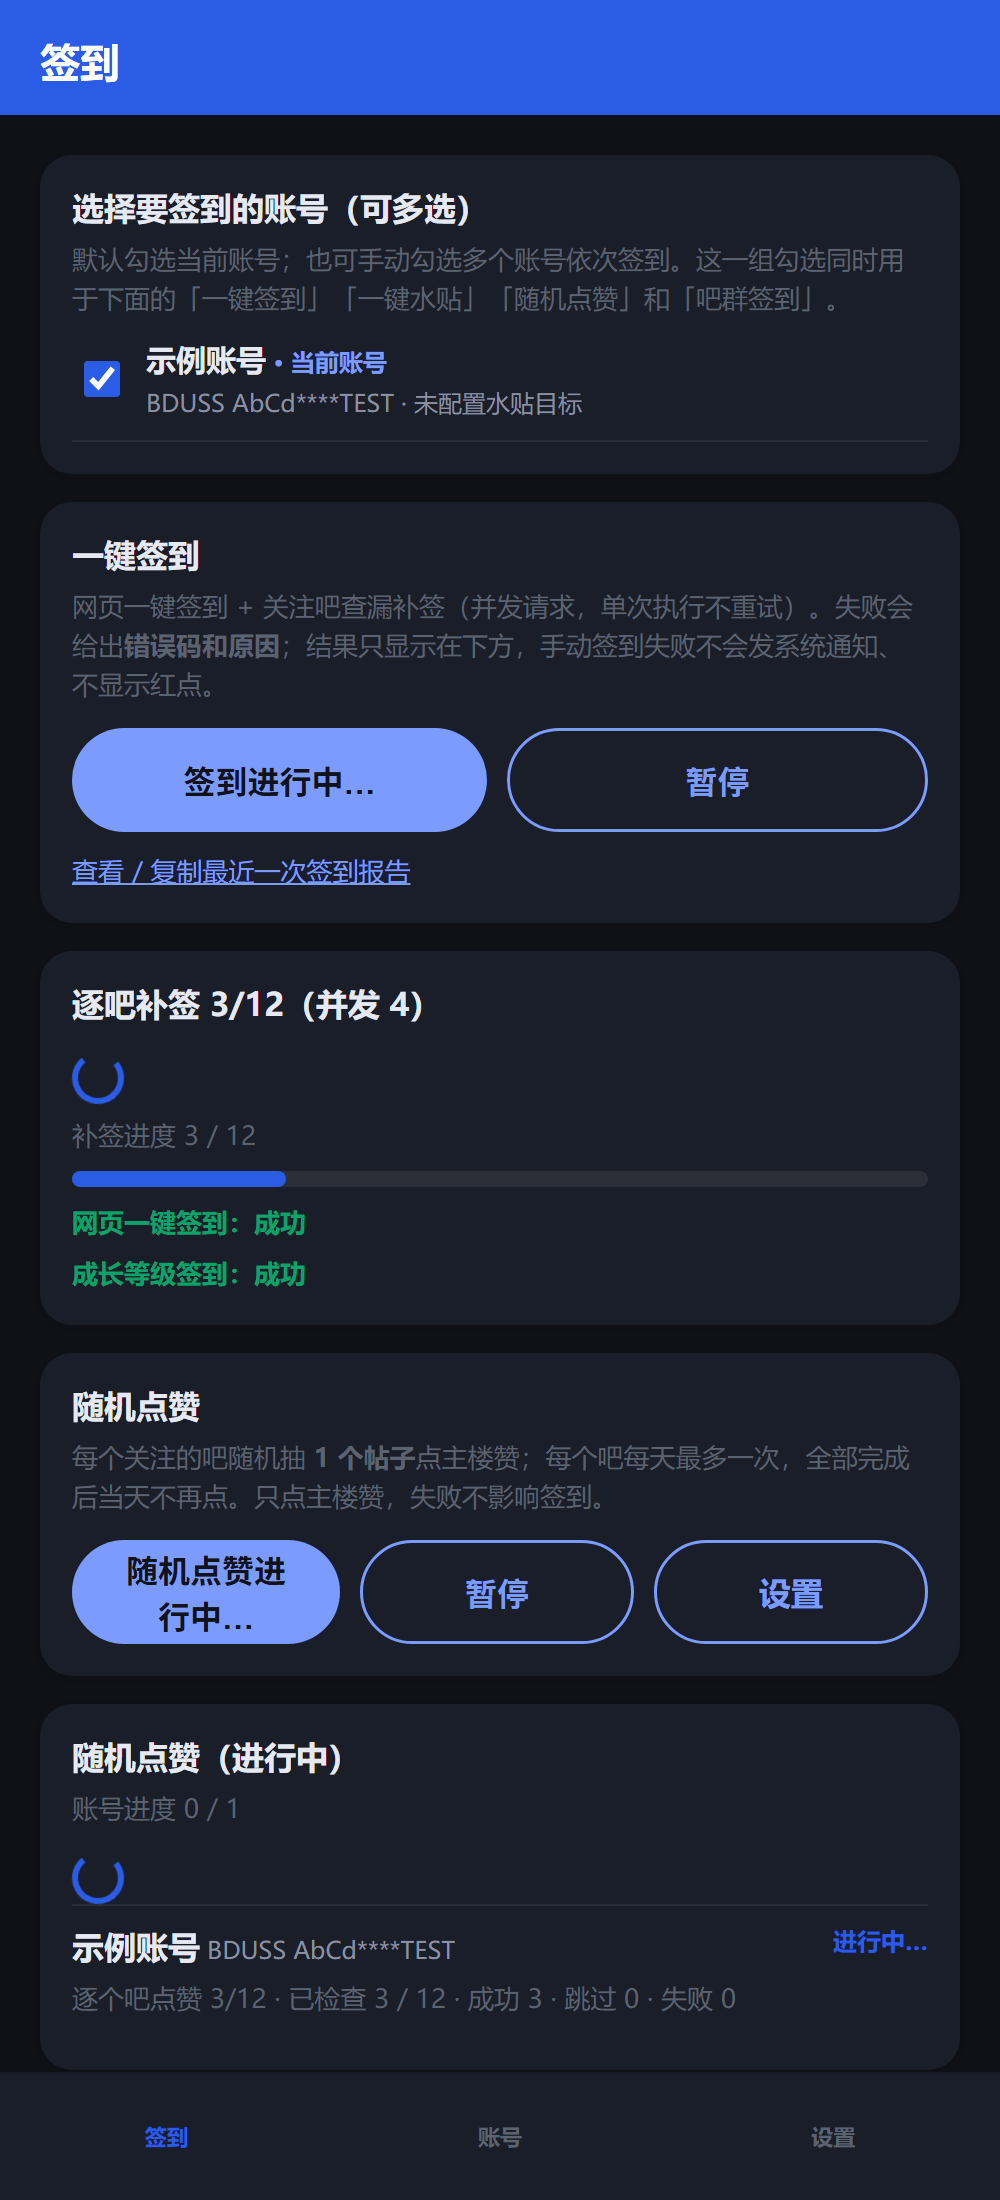 签到
选择要签到的账号（可多选）
默认勾选当前账号；也可手动勾选多个账号依次签到。这一组勾选同时用
于下面的「一键签到」「一键水贴」「随机点赞」和「吧群签到」。
示例账号 · 当前账号
BDUSS AbCd****TEST · 未配置水贴目标
一键签到
网页一键签到 + 关注吧查漏补签（并发请求，单次执行不重试）。失败会
给出错误码和原因；结果只显示在下方，手动签到失败不会发系统通知、
不显示红点。
签到进行中…
暂停
查看 / 复制最近一次签到报告
逐吧补签 3/12（并发 4）
补签进度 3 / 12
网页一键签到：成功
成长等级签到：成功
随机点赞
每个关注的吧随机抽 1 个帖子点主楼赞；每个吧每天最多一次，全部完成
后当天不再点。只点主楼赞，失败不影响签到。
随机点赞进
行中…
暂停
设置
随机点赞（进行中）
账号进度 0 / 1
示例账号 BDUSS AbCd****TEST
进行中…
逐个吧点赞 3/12 · 已检查 3 / 12 · 成功 3 · 跳过 0 · 失败 0
签到
账号
设置